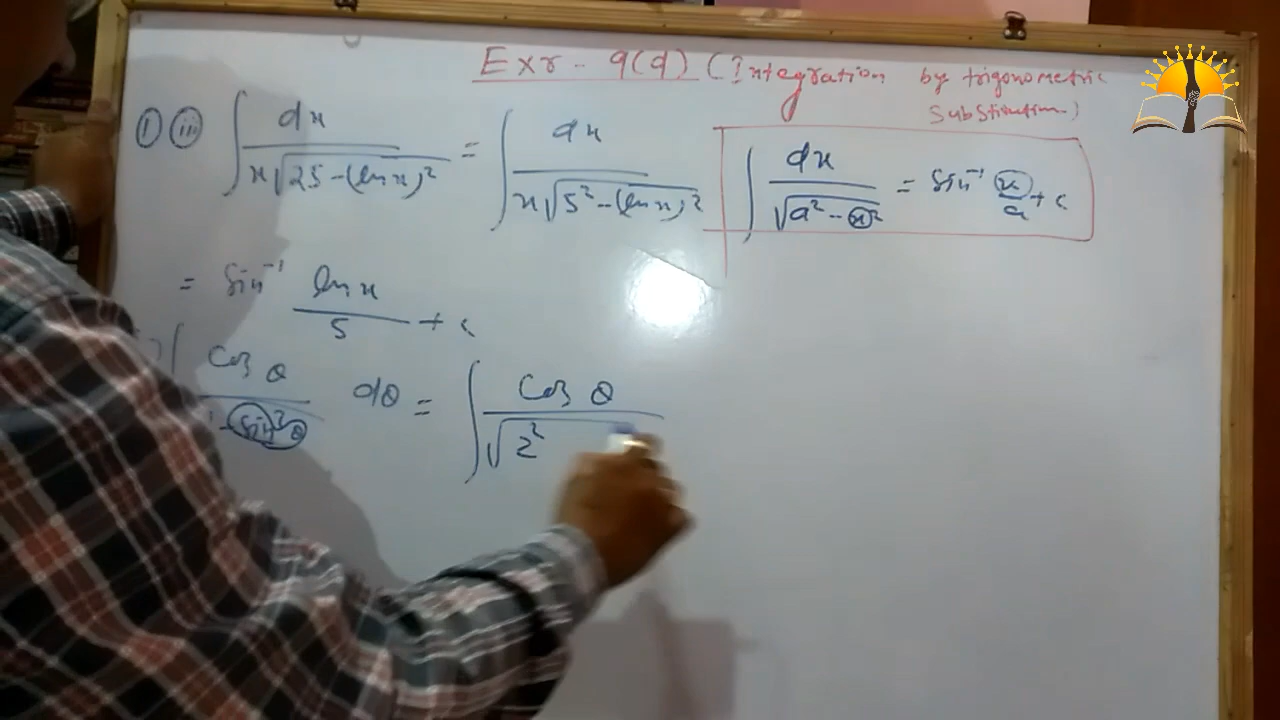 Exr - 9(d) (Integration by trigonometric Substitution)
① ⅲ ∫ dx / x√25-(ln x)² = ∫ dx / x√5²-(ln x)²
∫ dx / √a²-x² = Sin⁻¹ x/a + c
= Sin⁻¹ ln x / 5 + c
∫ Cos θ / - Sin²θ dθ = ∫ Cos θ / √2²